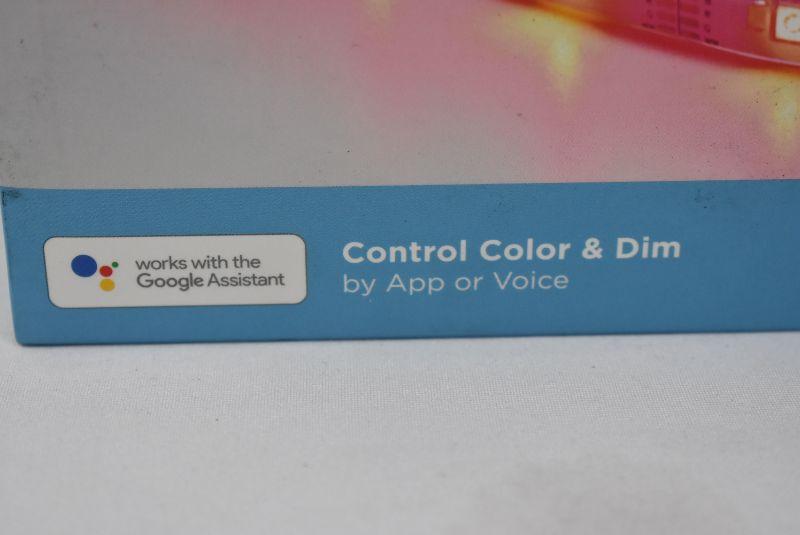 works with the
Google Assistant
Control Color & Dim
by App or Voice